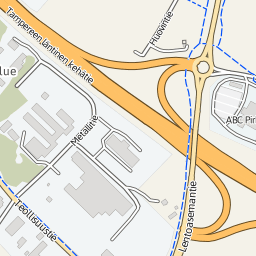 Tampereen läntinen kehätie
Huovintie
lue
ABC Pir
Metallitie
Teollisuustie
Lentoasemantie